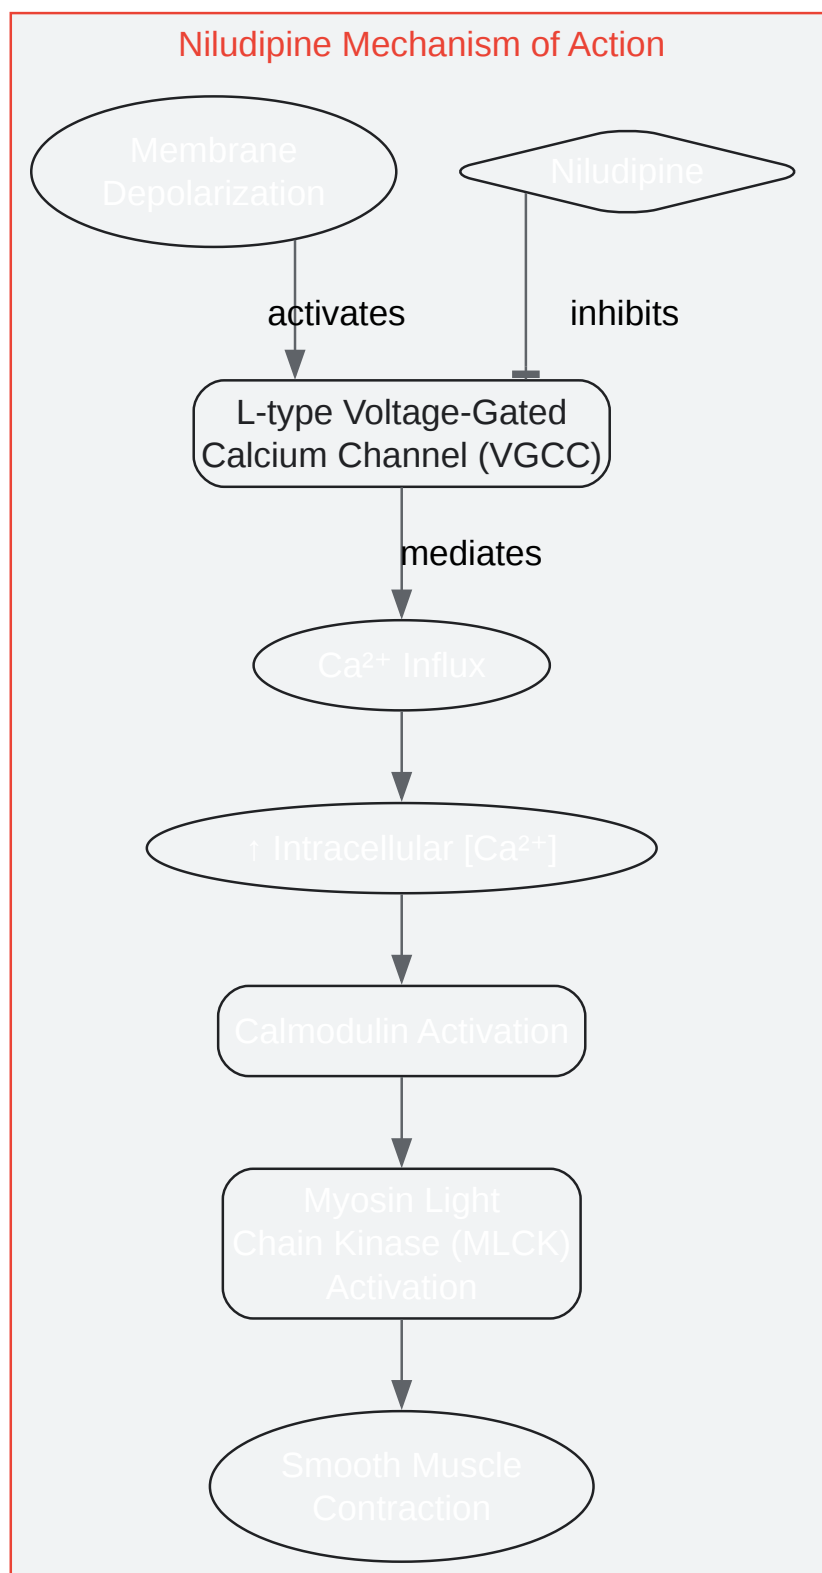 Niludipine Mechanism of Action
Membrane
Depolarization
Niludipine
activates
inhibits
L-type Voltage-Gated
Calcium Channel (VGCC)
mediates
Ca²⁺ Influx
↑ Intracellular [Ca²⁺]
Calmodulin Activation
Myosin Light
Chain Kinase (MLCK)
Activation
Smooth Muscle
Contraction